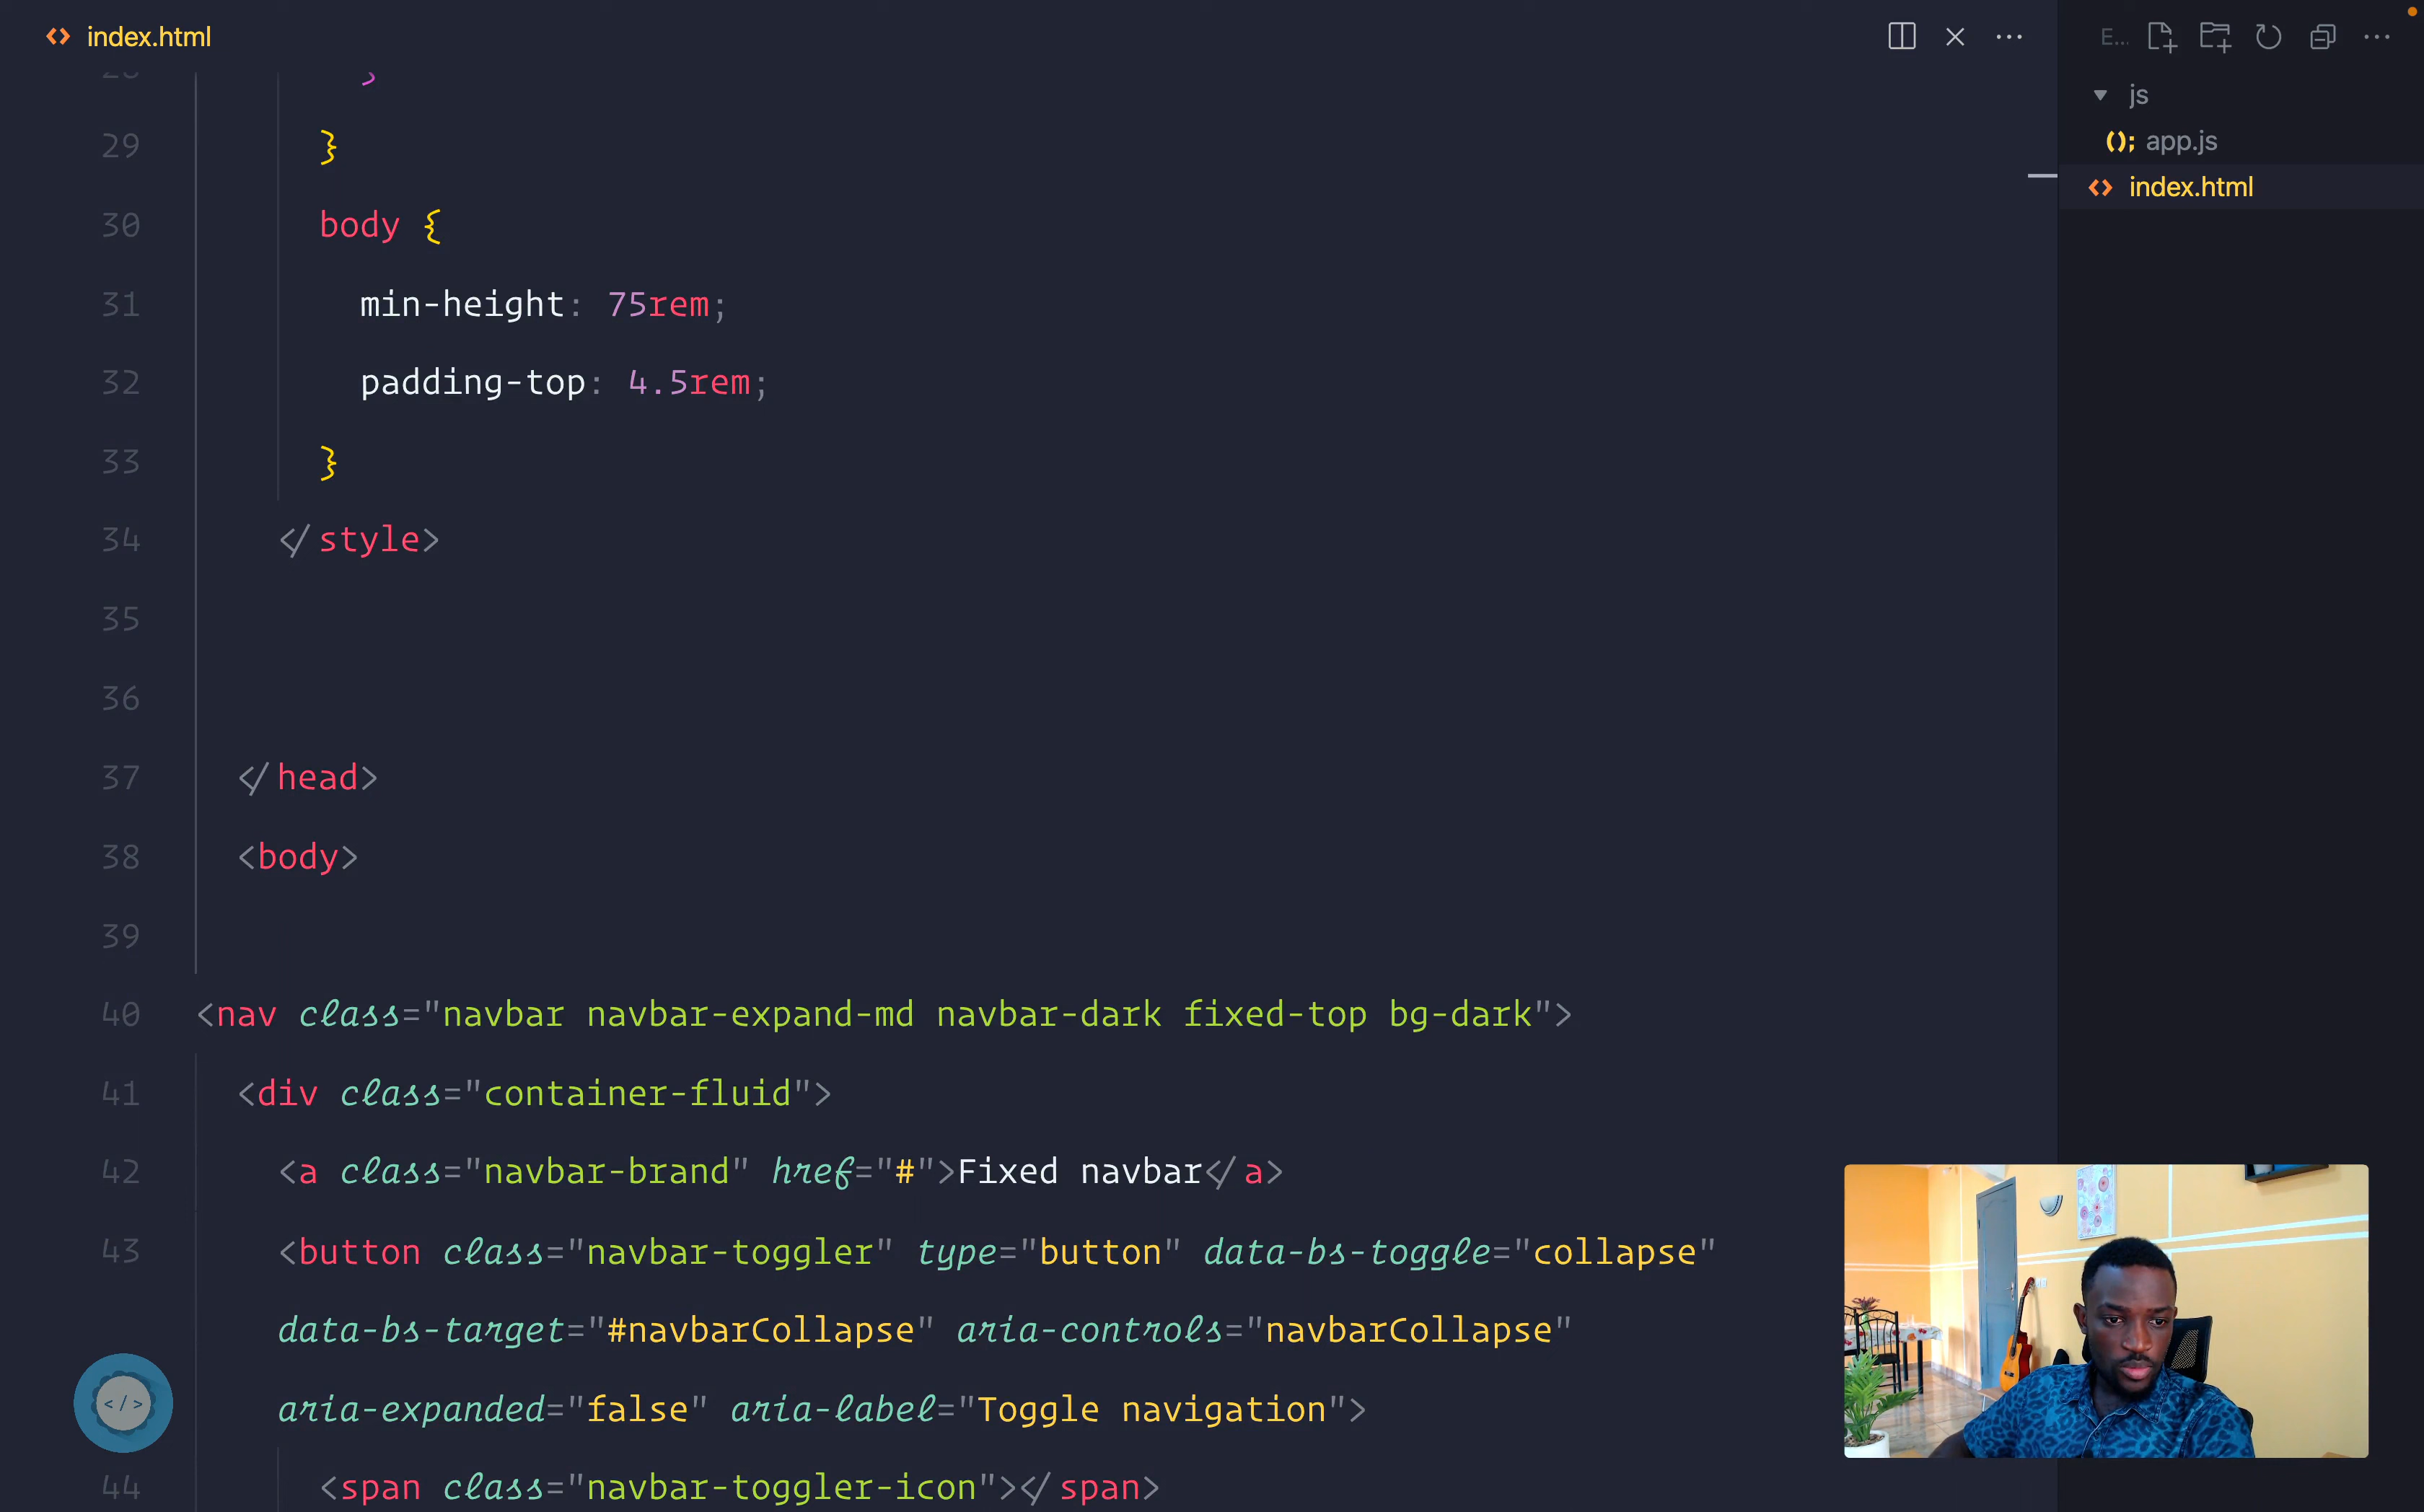 index.html
E...
js
app.js
index.html
28 }
29 }
30 body {
31 min-height: 75rem;
32 padding-top: 4.5rem;
33 }
34 </style>
35
36
37 </head>
38 <body>
39
40 <nav class="navbar navbar-expand-md navbar-dark fixed-top bg-dark">
41 <div class="container-fluid">
42 <a class="navbar-brand" href="#">Fixed navbar</a>
43 <button class="navbar-toggler" type="button" data-bs-toggle="collapse"
data-bs-target="#navbarCollapse" aria-controls="navbarCollapse"
aria-expanded="false" aria-label="Toggle navigation">
44 <span class="navbar-toggler-icon"></span>
</>